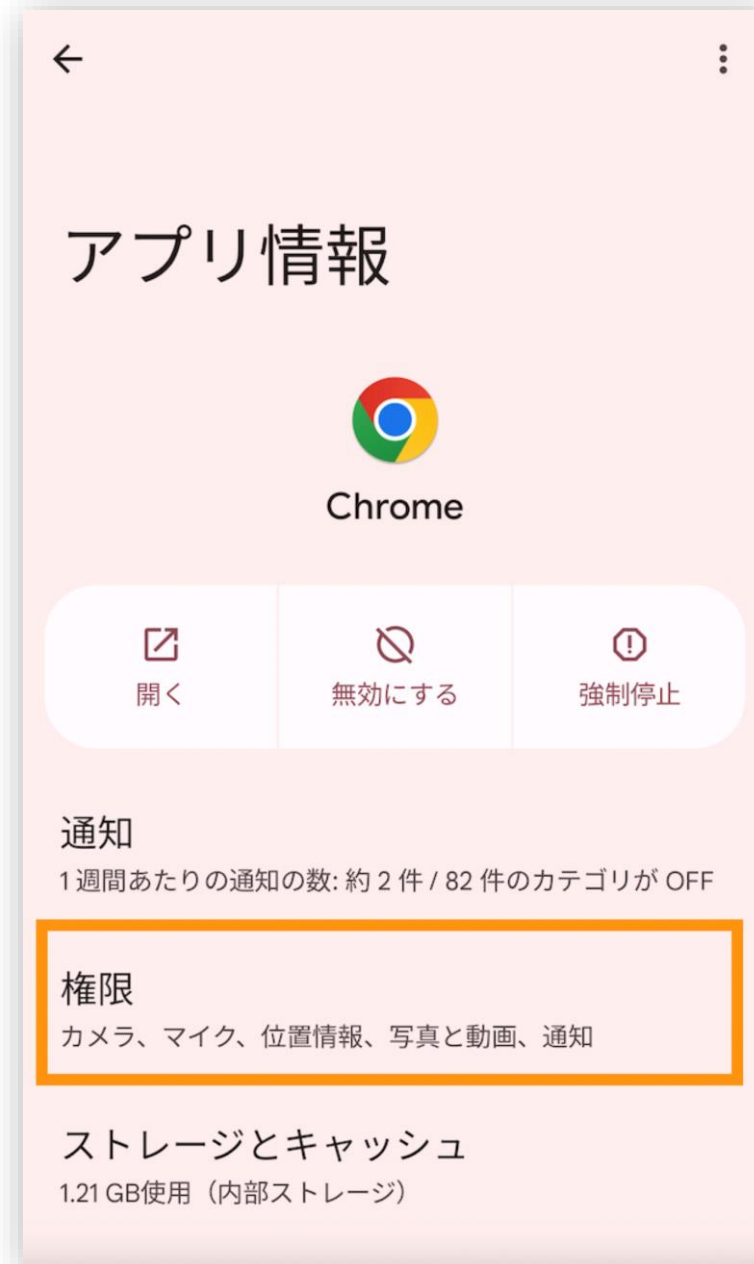 アプリ情報
Chrome
開く
無効にする
強制停止
通知
1 週間あたりの通知の数: 約 2 件 / 82 件のカテゴリが OFF
権限
カメラ、マイク、位置情報、写真と動画、通知
ストレージとキャッシュ
1.21 GB使用（内部ストレージ）